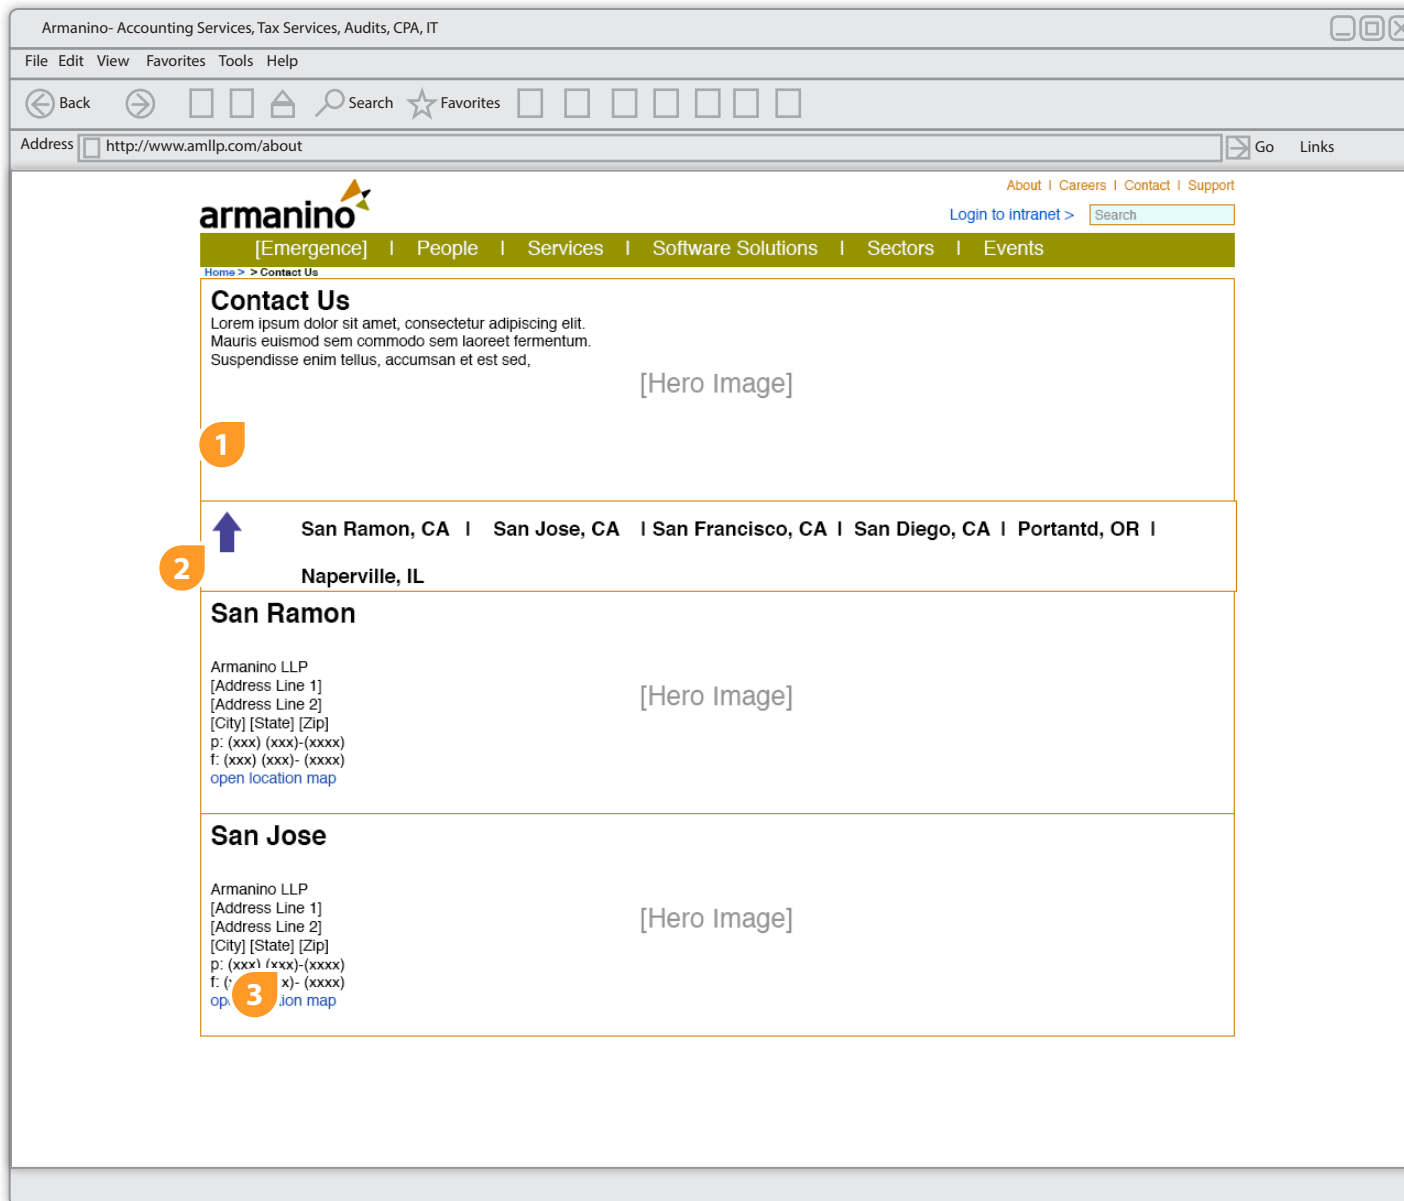 Armanino- Accounting Services, Tax Services, Audits, CPA, IT
File Edit View Favorites Tools Help
Back Search Favorites
Address http://www.amllp.com/about Go Links
About | Careers | Contact | Support
armanino
Login to intranet > Search
[Emergence] | People | Services | Software Solutions | Sectors | Events
Home > > Contact Us
Contact Us
Lorem ipsum dolor sit amet, consectetur adipiscing elit.
Mauris euismod sem commodo sem laoreet fermentum.
Suspendisse enim tellus, accumsan et est sed,
[Hero Image]
1
San Ramon, CA | San Jose, CA | San Francisco, CA | San Diego, CA | Portantd, OR |
2
Naperville, IL
San Ramon
Armanino LLP
[Address Line 1]
[Address Line 2]
[City] [State] [Zip]
p: (xxx) (xxx)-(xxxx)
f: (xxx) (xxx)- (xxxx)
open location map
[Hero Image]
San Jose
Armanino LLP
[Address Line 1]
[Address Line 2]
[City] [State] [Zip]
p: (xxx) (xxx)-(xxxx)
f: x)- (xxxx)
map
3
[Hero Image]